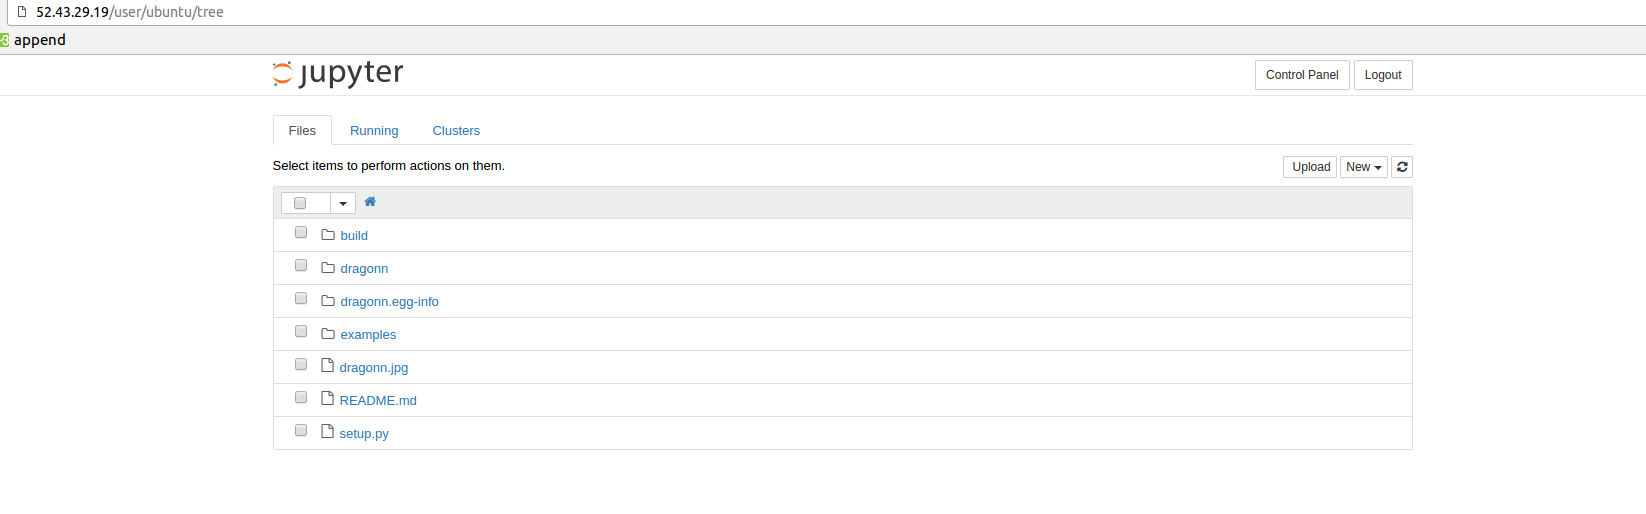 52.43.29.19/user/ubuntu/tree
append
jupyter
Control Panel Logout
Files Running Clusters
Select items to perform actions on them.
Upload New
build
dragonn
dragonn.egg-info
examples
dragonn.jpg
README.md
setup.py